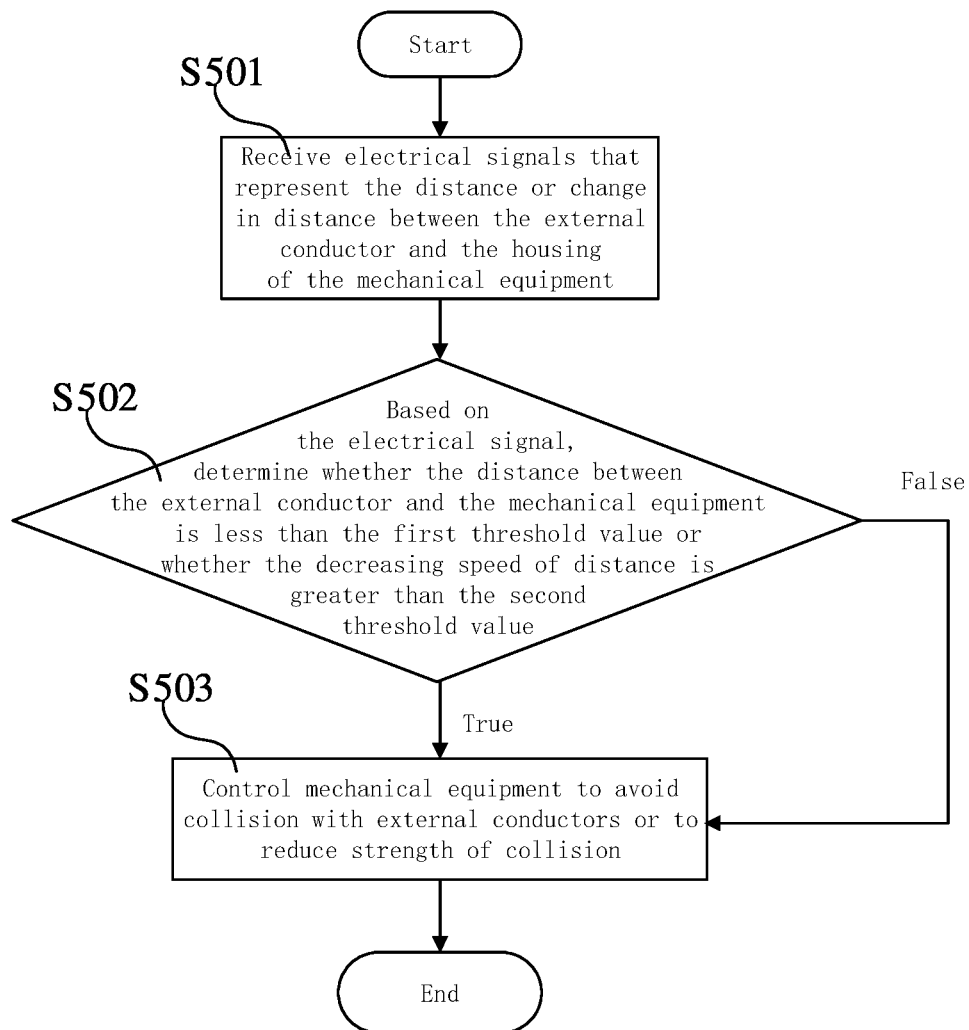 Start
S501
Receive electrical signals that
represent the distance or change
in distance between the external
conductor and the housing
of the mechanical equipment
S502
Based on
the electrical signal,
determine whether the distance between
the external conductor and the mechanical equipment
is less than the first threshold value or
whether the decreasing speed of distance is
greater than the second
threshold value
False
S503
True
Control mechanical equipment to avoid
collision with external conductors or to
reduce strength of collision
End